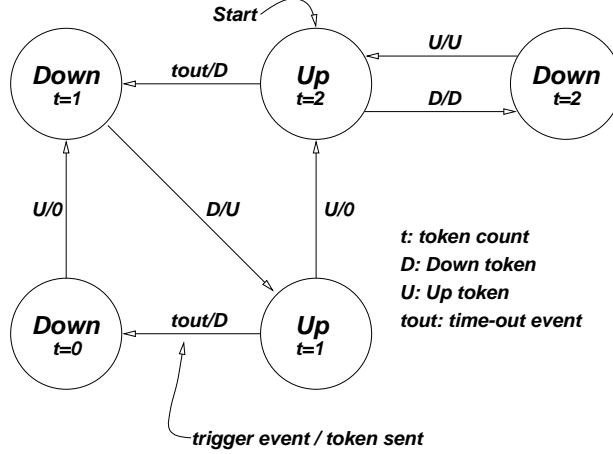 Start
Down
t=1
tout/D
Up
t=2
U/U
D/D
Down
t=2
U/0
D/U
U/0
t: token count
D: Down token
U: Up token
tout: time-out event
Down
t=0
tout/D
Up
t=1
trigger event / token sent